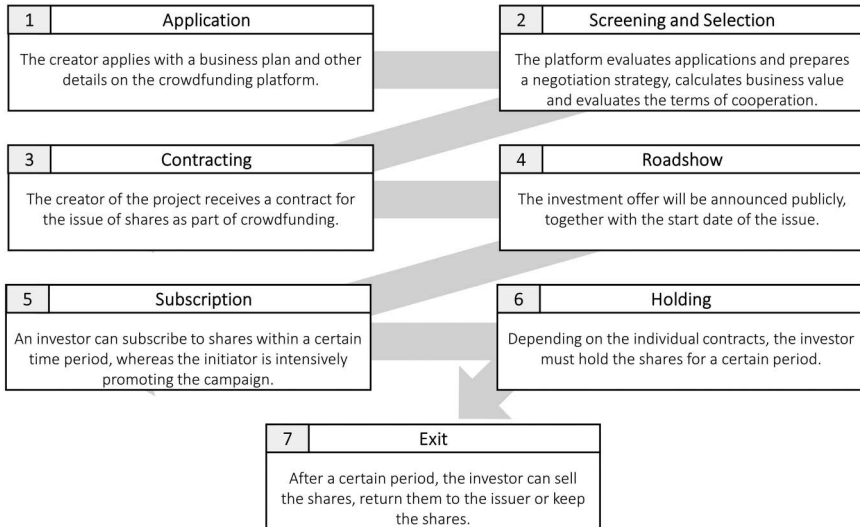 1 Application
The creator applies with a business plan and other
details on the crowdfunding platform.
2 Screening and Selection
The platform evaluates applications and prepares
a negotiation strategy, calculates business value
and evaluates the terms of cooperation.
3 Contracting
The creator of the project receives a contract for
the issue of shares as part of crowdfunding.
4 Roadshow
The investment offer will be announced publicly,
together with the start date of the issue.
5 Subscription
An investor can subscribe to shares within a certain
time period, whereas the initiator is intensively
promoting the campaign.
6 Holding
Depending on the individual contracts, the investor
must hold the shares for a certain period.
7 Exit
After a certain period, the investor can sell
the shares, return them to the issuer or keep
the shares.